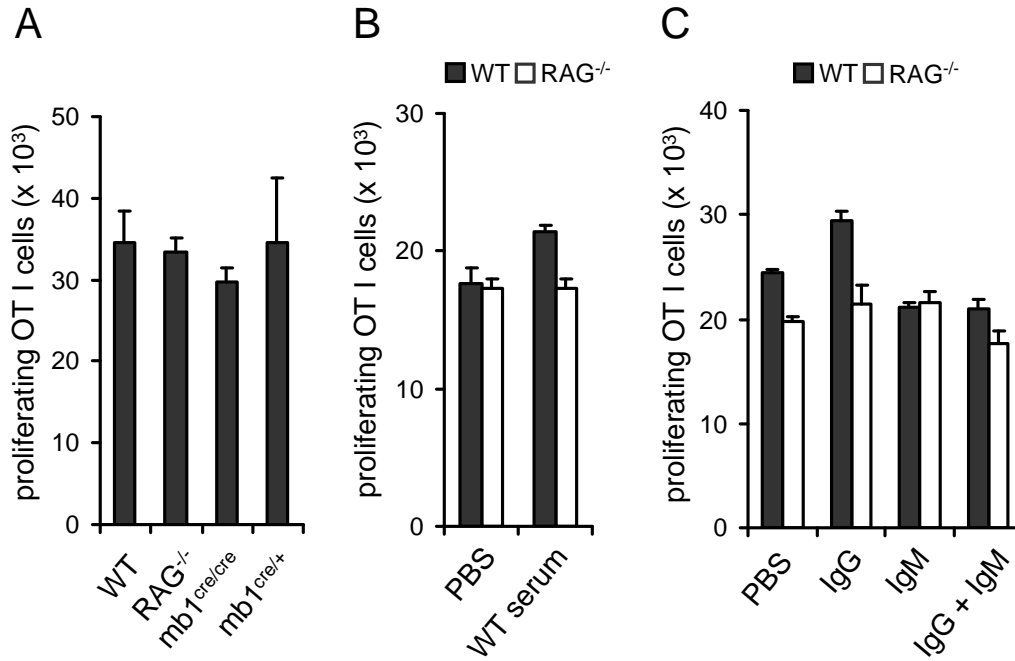 A
proliferating OT I cells (x 10³)
50
40
30
20
10
0
WT
RAG⁻/⁻
mb1ᶜʳᵉ/ᶜʳᵉ
mb1ᶜʳᵉ/⁺
B
WT RAG⁻/⁻
proliferating OT I cells (x 10³)
30
20
10
0
PBS
WT serum
C
WT RAG⁻/⁻
proliferating OT I cells (x 10³)
40
30
20
10
0
PBS
IgG
IgM
IgG + IgM